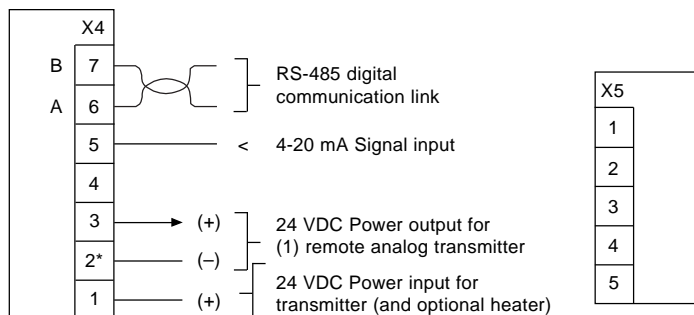 X4
B 7
RS-485 digital
communication link
A 6
5 < 4-20 mA Signal input
4
3 (+) 24 VDC Power output for
(1) remote analog transmitter
2* (–)
24 VDC Power input for
1 (+) transmitter (and optional heater)
X5
1
2
3
4
5